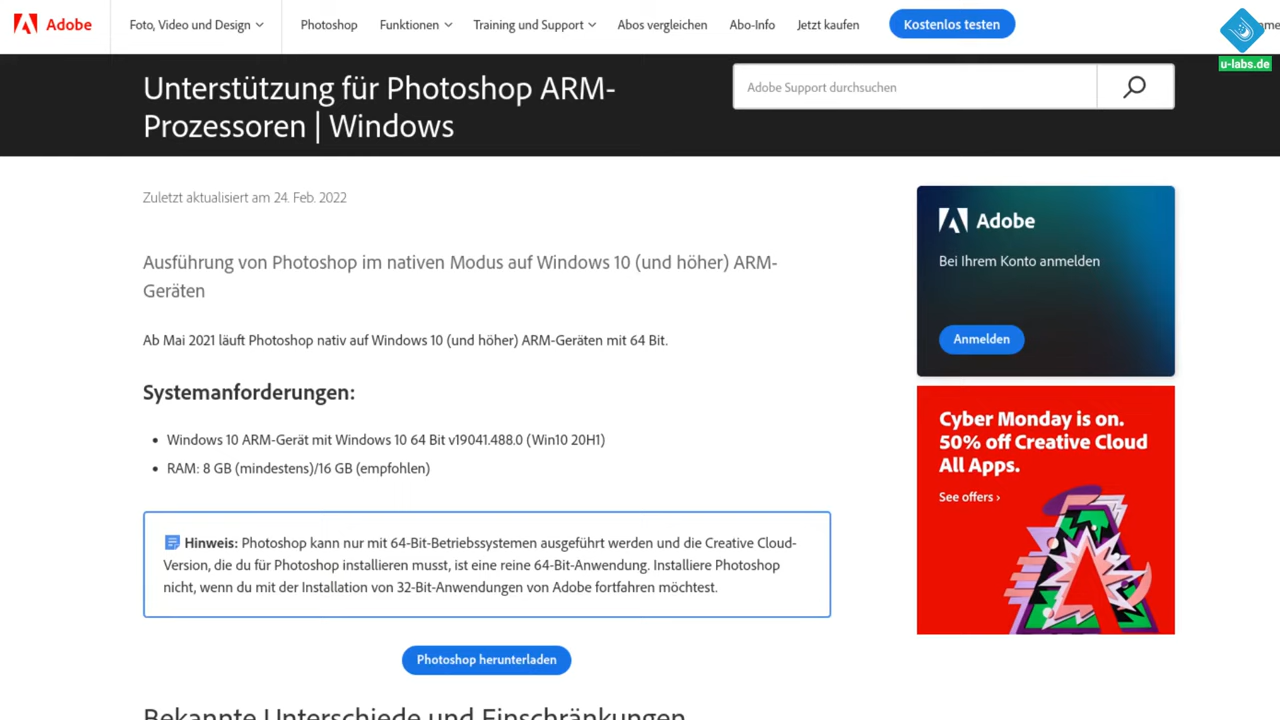 Adobe
Foto, Video und Design
Photoshop
Funktionen
Training und Support
Abos vergleichen
Abo-Info
Jetzt kaufen
Kostenlos testen
u-labs.de
Unterstützung für Photoshop ARM-
Prozessoren | Windows
Adobe Support durchsuchen
Zuletzt aktualisiert am 24. Feb. 2022
Ausführung von Photoshop im nativen Modus auf Windows 10 (und höher) ARM-
Geräten
Ab Mai 2021 läuft Photoshop nativ auf Windows 10 (und höher) ARM-Geräten mit 64 Bit.
Systemanforderungen:
• Windows 10 ARM-Gerät mit Windows 10 64 Bit v19041.488.0 (Win10 20H1)
• RAM: 8 GB (mindestens)/16 GB (empfohlen)
Hinweis: Photoshop kann nur mit 64-Bit-Betriebssystemen ausgeführt werden und die Creative Cloud-
Version, die du für Photoshop installieren musst, ist eine reine 64-Bit-Anwendung. Installiere Photoshop
nicht, wenn du mit der Installation von 32-Bit-Anwendungen von Adobe fortfahren möchtest.
Photoshop herunterladen
Bekannte Unterschiede und Einschränkungen
Adobe
Bei Ihrem Konto anmelden
Anmelden
Cyber Monday is on.
50% off Creative Cloud
All Apps.
See offers ›